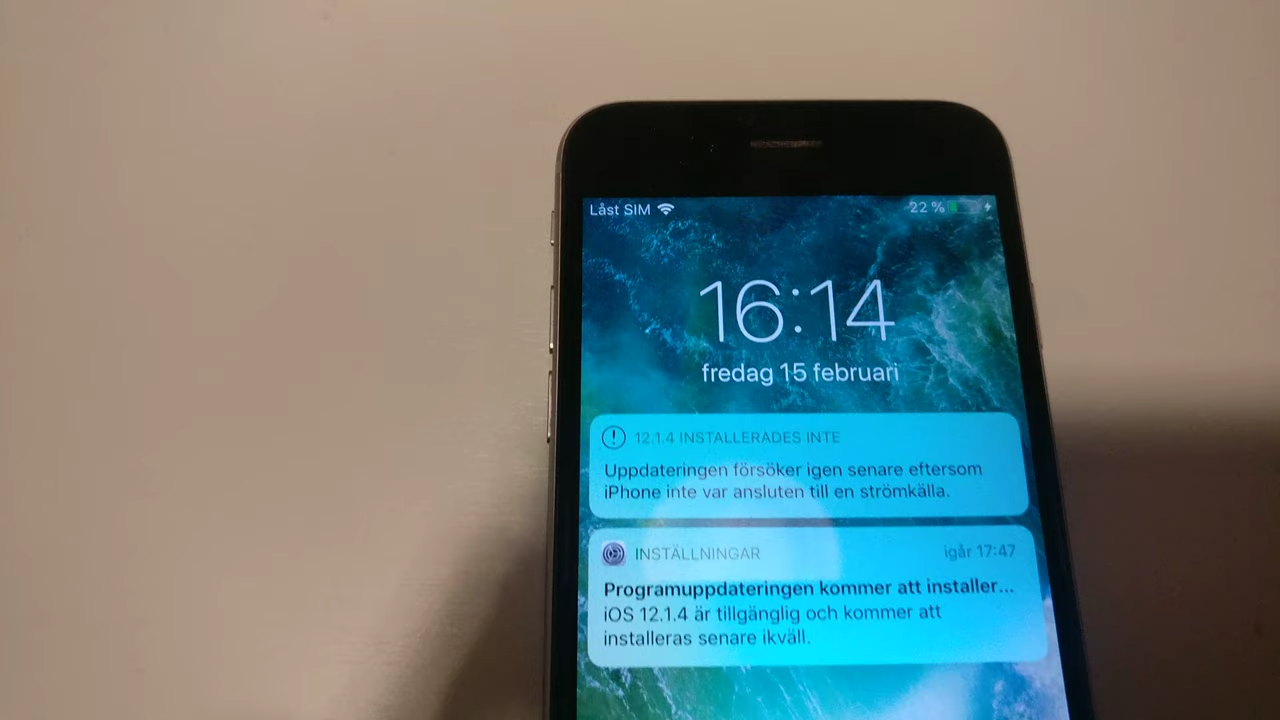 Låst SIM 22 %
16:14
fredag 15 februari
12.1.4 INSTALLERADES INTE
Uppdateringen försöker igen senare eftersom
iPhone inte var ansluten till en strömkälla.
INSTÄLLNINGAR igår 17:47
Programuppdateringen kommer att installer...
iOS 12.1.4 är tillgänglig och kommer att
installeras senare ikväll.